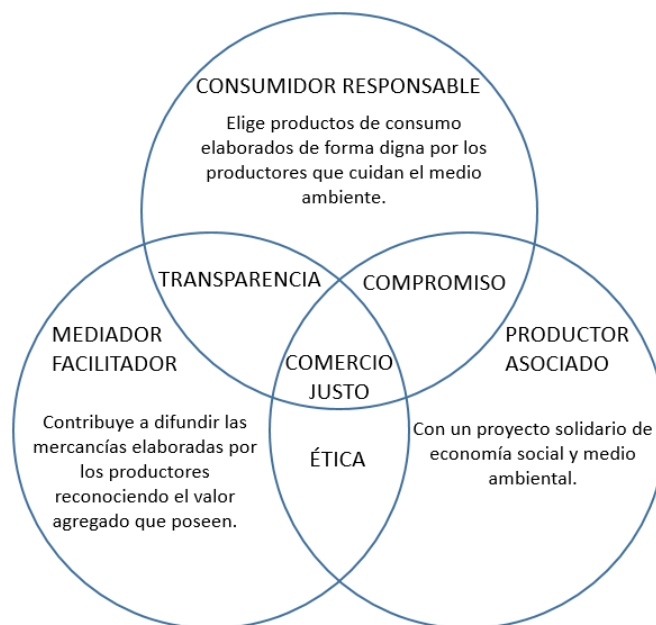 CONSUMIDOR RESPONSABLE
Elige productos de consumo
elaborados de forma digna por los
productores que cuidan el medio
ambiente.
TRANSPARENCIA
COMPROMISO
MEDIADOR
FACILITADOR
PRODUCTOR
ASOCIADO
COMERCIO
JUSTO
Contribuye a difundir las
mercancías elaboradas por
los productores
reconociendo el valor
agregado que poseen.
ÉTICA
Con un proyecto solidario de
economía social y medio
ambiental.